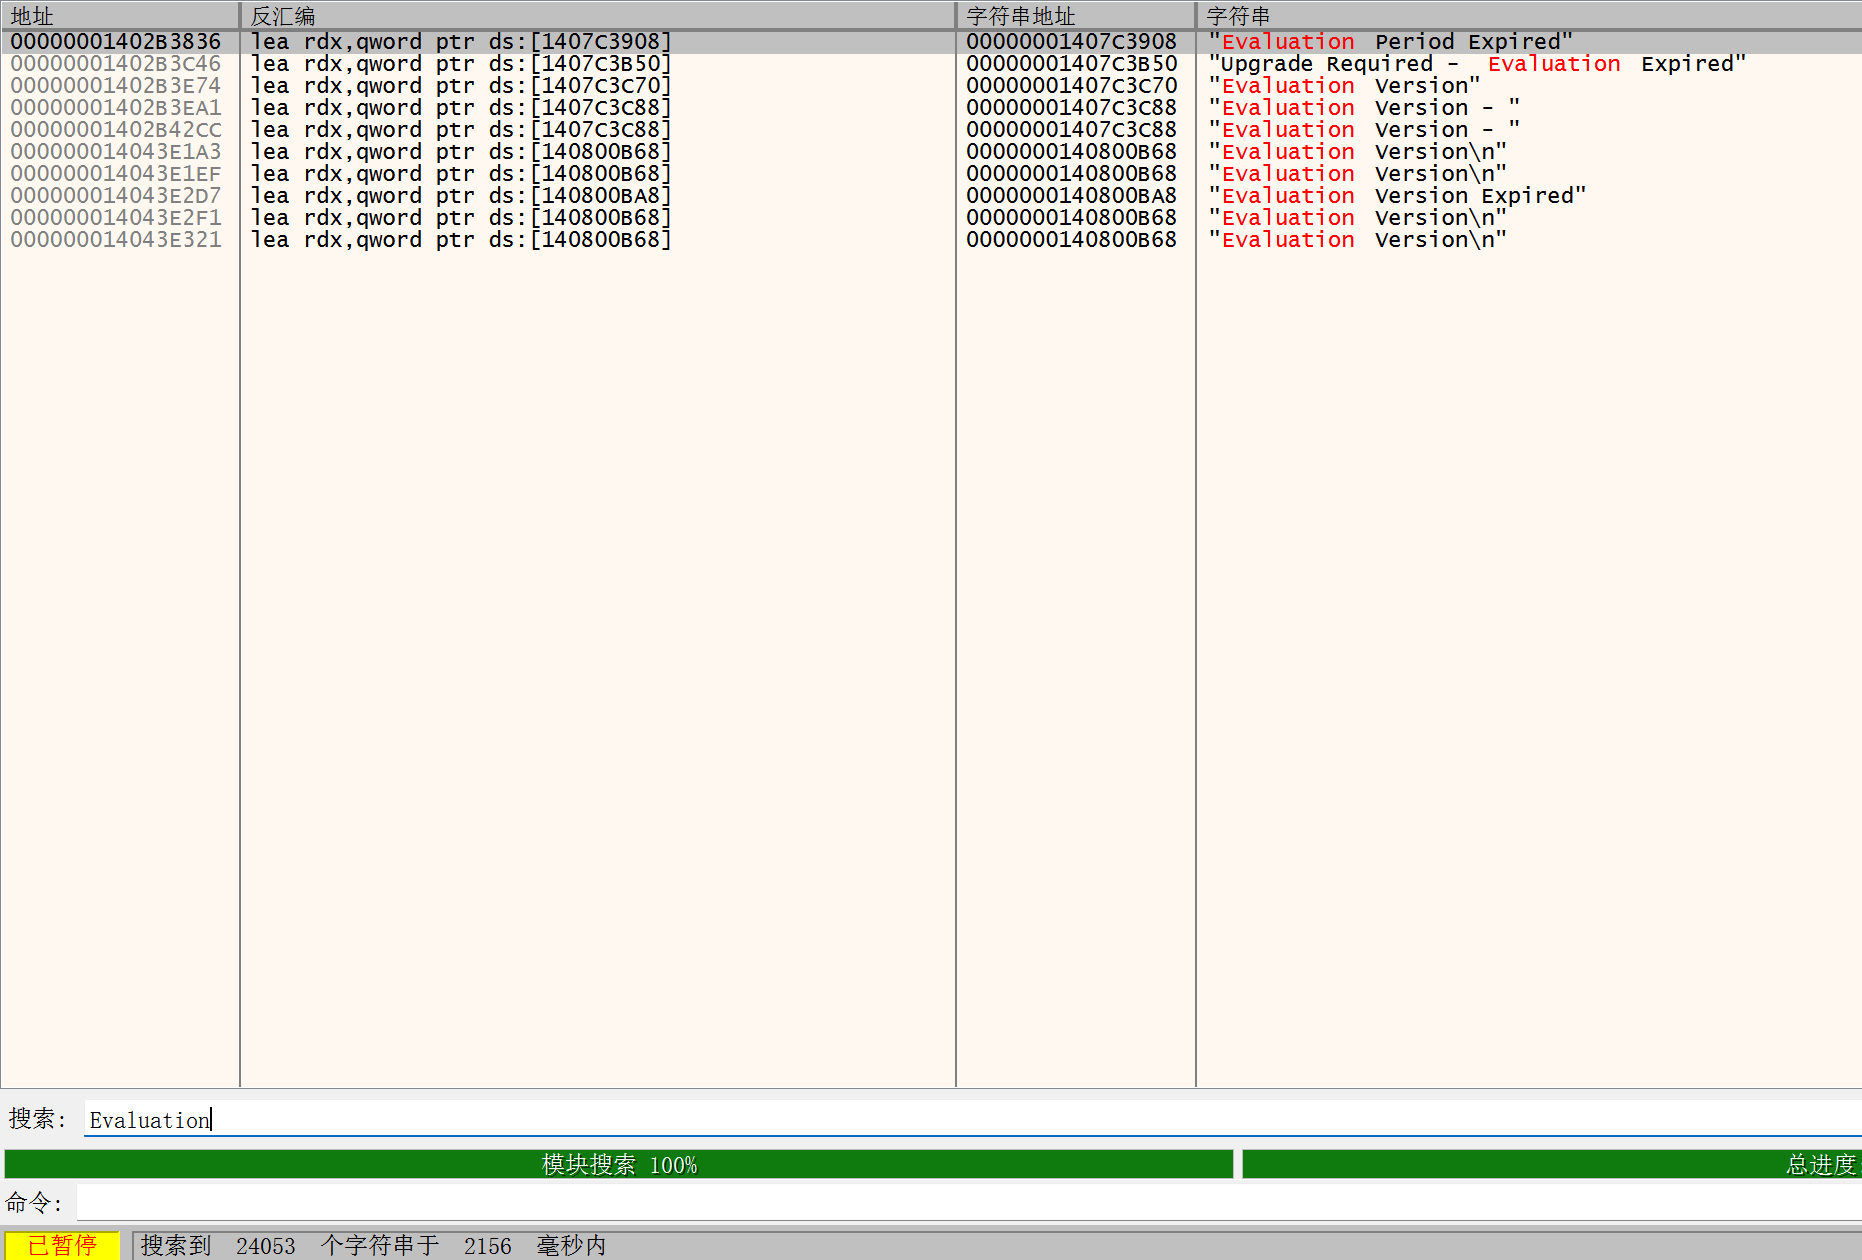 地址 反汇编 字符串地址 字符串
00000001402B3836 lea rdx,qword ptr ds:[1407C3908] 00000001407C3908 "Evaluation Period Expired"
00000001402B3C46 lea rdx,qword ptr ds:[1407C3B50] 00000001407C3B50 "Upgrade Required - Evaluation Expired"
00000001402B3E74 lea rdx,qword ptr ds:[1407C3C70] 00000001407C3C70 "Evaluation Version"
00000001402B3EA1 lea rdx,qword ptr ds:[1407C3C88] 00000001407C3C88 "Evaluation Version - "
00000001402B42CC lea rdx,qword ptr ds:[1407C3C88] 00000001407C3C88 "Evaluation Version - "
000000014043E1A3 lea rdx,qword ptr ds:[140800B68] 0000000140800B68 "Evaluation Version\n"
000000014043E1EF lea rdx,qword ptr ds:[140800B68] 0000000140800B68 "Evaluation Version\n"
000000014043E2D7 lea rdx,qword ptr ds:[140800BA8] 0000000140800BA8 "Evaluation Version Expired"
000000014043E2F1 lea rdx,qword ptr ds:[140800B68] 0000000140800B68 "Evaluation Version\n"
000000014043E321 lea rdx,qword ptr ds:[140800B68] 0000000140800B68 "Evaluation Version\n"
搜索: Evaluation
模块搜索 100% 总进度
命令:
已暂停 搜索到 24053 个字符串于 2156 毫秒内